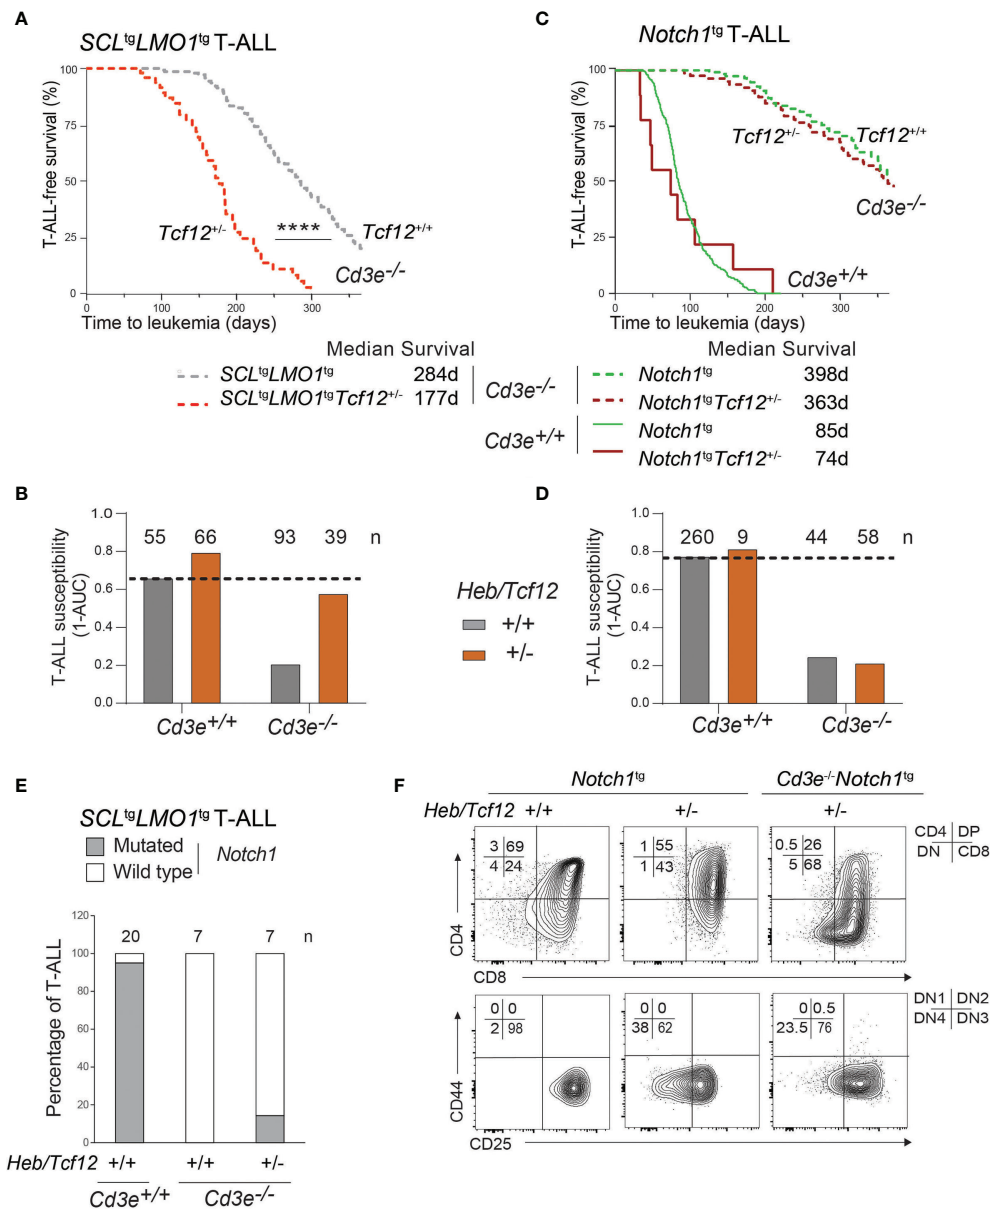 A
SCLtgLMO1tg T-ALL
T-ALL-free survival (%)
100
75
50
25
0
Tcf12+/-
****
Tcf12+/+
Cd3e-/-
0
100
200
300
Time to leukemia (days)
C
Notch1tg T-ALL
T-ALL-free survival (%)
100
75
50
25
0
Tcf12+/-
Tcf12+/+
Cd3e-/-
Cd3e+/+
0
100
200
300
Time to leukemia (days)
Median Survival
SCLtgLMO1tg 284d
SCLtgLMO1tgTcf12+/- 177d
Cd3e-/-
Cd3e+/+
Median Survival
Notch1tg 398d
Notch1tgTcf12+/- 363d
Notch1tg 85d
Notch1tgTcf12+/- 74d
B
T-ALL susceptibility
(1-AUC)
1.0
0.8
0.6
0.4
0.2
0.0
55 66 93 39 n
Cd3e+/+ Cd3e-/-
Heb/Tcf12
+/+
+/-
D
T-ALL susceptibility
(1-AUC)
1.0
0.8
0.6
0.4
0.2
0.0
260 9 44 58 n
Cd3e+/+ Cd3e-/-
E
SCLtgLMO1tg T-ALL
Mutated
Wild type
Notch1
Percentage of T-ALL
100
80
60
40
20
0
20 7 7 n
Heb/Tcf12 +/+ +/+ +/-
Cd3e+/+ Cd3e-/-
F
Notch1tg Cd3e-/-Notch1tg
Heb/Tcf12 +/+ +/- +/-
3 69
4 24
1 55
1 43
0.5 26
5 68
CD4 DP
DN CD8
CD4
CD8
0 0
2 98
0 0
38 62
0 0.5
23.5 76
DN1 DN2
DN4 DN3
CD44
CD25